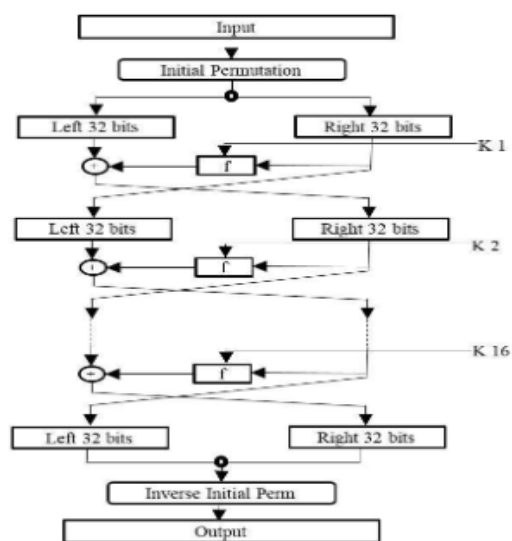 Input
Initial Permutation
Left 32 bits
Right 32 bits
K 1
+
f
Left 32 bits
Right 32 bits
K 2
+
f
K 16
+
f
Left 32 bits
Right 32 bits
Inverse Initial Perm
Output